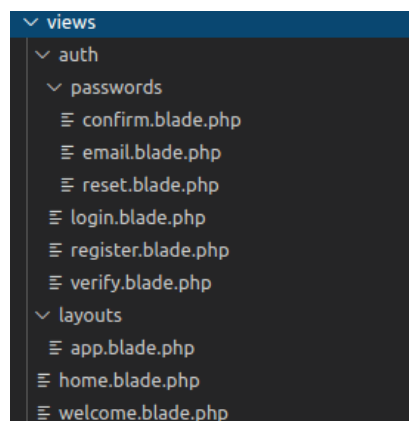 views
auth
passwords
confirm.blade.php
email.blade.php
reset.blade.php
login.blade.php
register.blade.php
verify.blade.php
layouts
app.blade.php
home.blade.php
welcome.blade.php